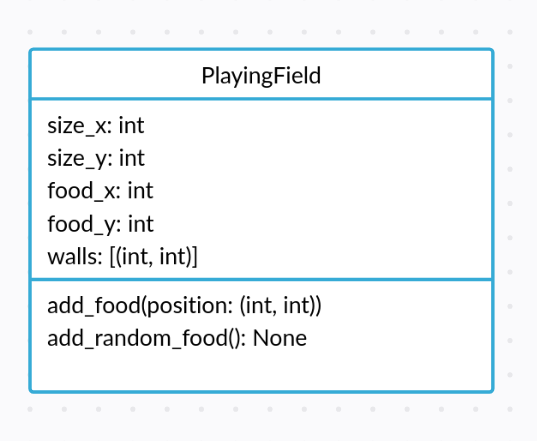 PlayingField
size_x: int
size_y: int
food_x: int
food_y: int
walls: [(int, int)]
add_food(position: (int, int))
add_random_food(): None